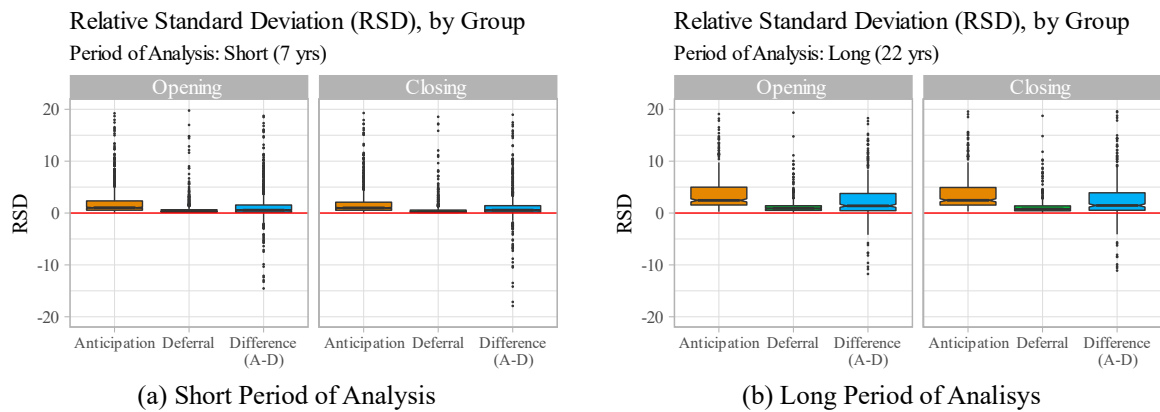 Relative Standard Deviation (RSD), by Group
Period of Analysis: Short (7 yrs)
Opening Closing
20
10
0
-10
-20
RSD
Anticipation Deferral Difference (A-D) Anticipation Deferral Difference (A-D)
(a) Short Period of Analysis
Relative Standard Deviation (RSD), by Group
Period of Analysis: Long (22 yrs)
Opening Closing
20
10
0
-10
-20
RSD
Anticipation Deferral Difference (A-D) Anticipation Deferral Difference (A-D)
(b) Long Period of Analisys